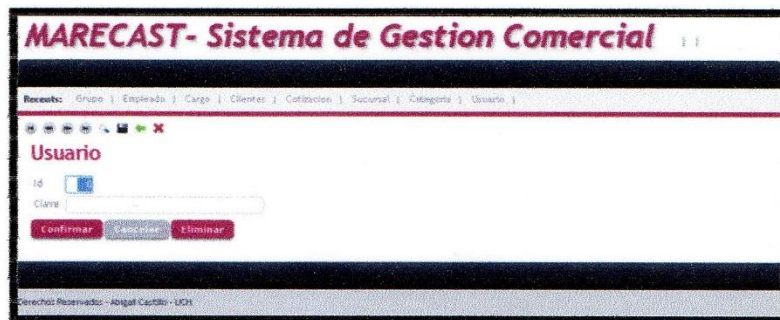 MARECAST- Sistema de Gestion Comercial
Recents: Grupo | Empleado | Cargo | Clientes | Cotizacion | Sucursal | Categoria | Usuario |
Usuario
Id
Clave
Confirmar Cancelar Eliminar
Derechos Reservados - Abigail Castillo - UCH